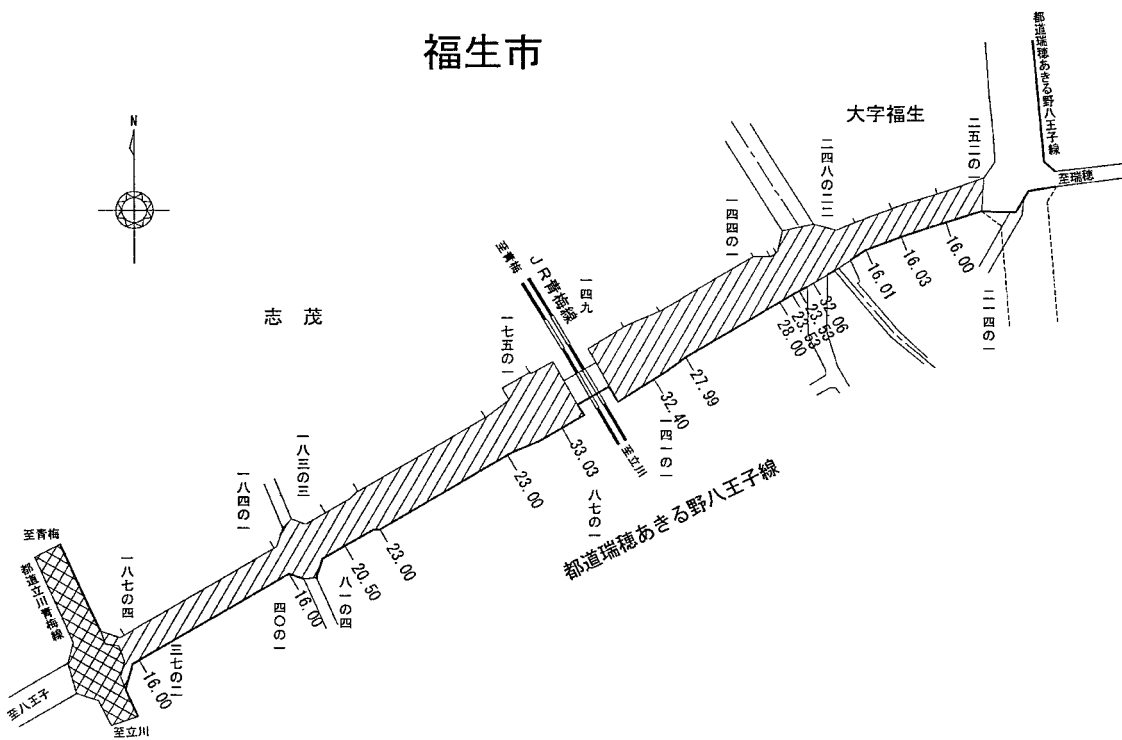 福生市
N
都道瑞穂あきる野八王子線
大字福生
二五二の一
至瑞穂
二四八の二二
一四四の一
16.00
16.03
16.01
二一四の一
32.06
23.53
23.53
28.00
至青梅
JR青梅線
一四九
志茂
一七五の一
27.99
32.40
一四一の一
至立川
33.03
八七の一
23.00
都道瑞穂あきる野八王子線
一八三の三
一八四の一
23.00
20.50
八一の四
16.00
四〇の一
至青梅
都道立川青梅線
一八七の四
三七の二
16.00
至八王子
至立川